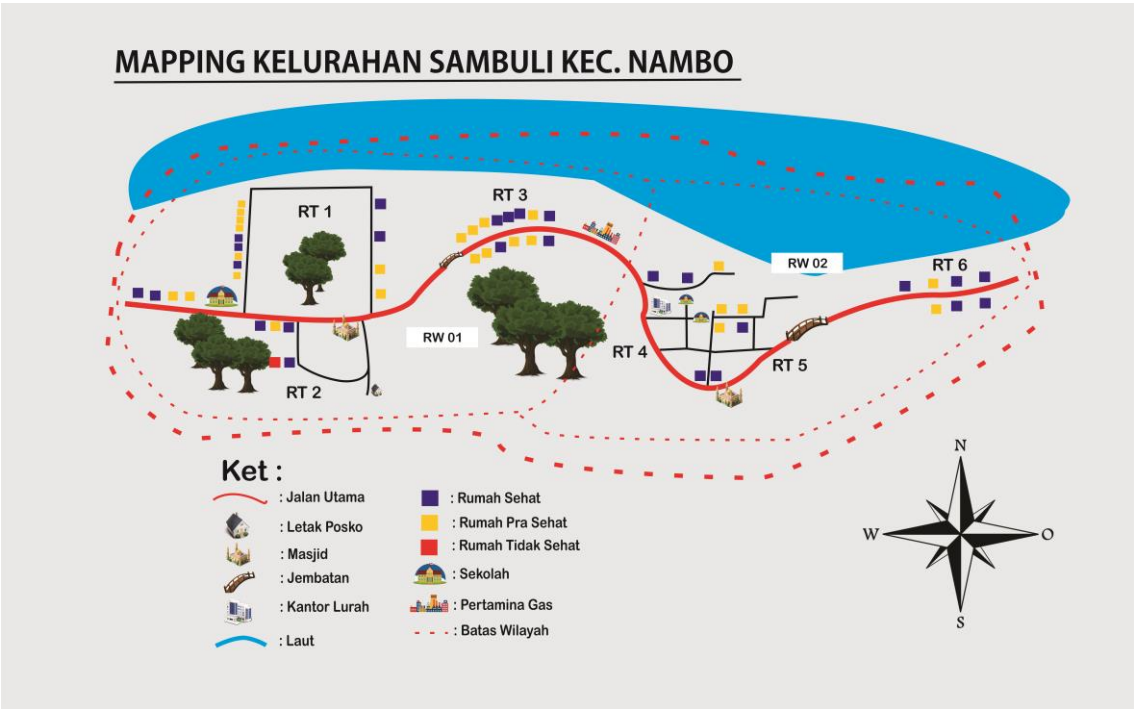 MAPPING KELURAHAN SAMBULI KEC. NAMBO
RT 1
RT 3
RW 02
RT 6
RW 01
RT 4
RT 5
RT 2
Ket :
: Jalan Utama
: Letak Posko
: Masjid
: Jembatan
: Kantor Lurah
: Laut
: Rumah Sehat
: Rumah Pra Sehat
: Rumah Tidak Sehat
: Sekolah
: Pertamina Gas
: Batas Wilayah
N
W
O
S